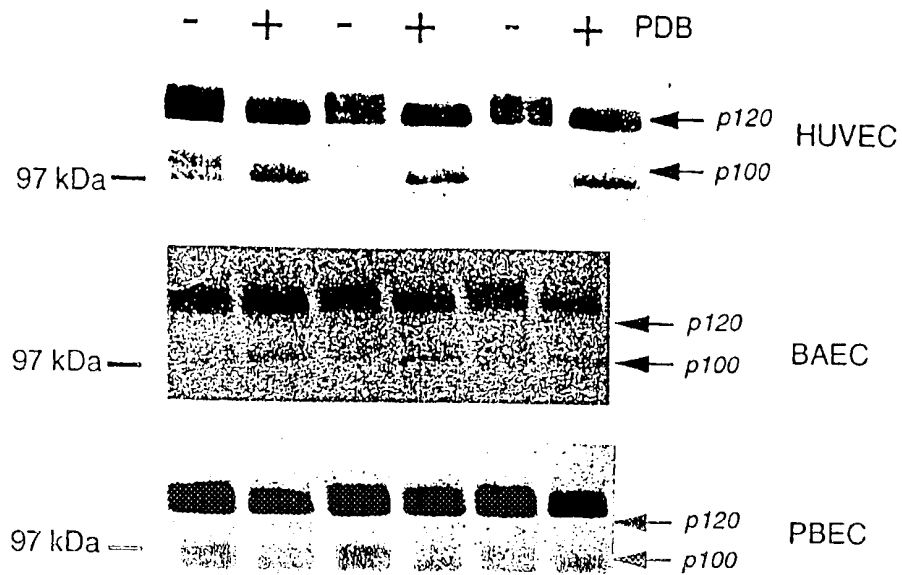 - + - + - + PDB
p120
HUVEC
p100
97 kDa
p120
97 kDa
p100
BAEC
p120
PBEC
97 kDa
p100